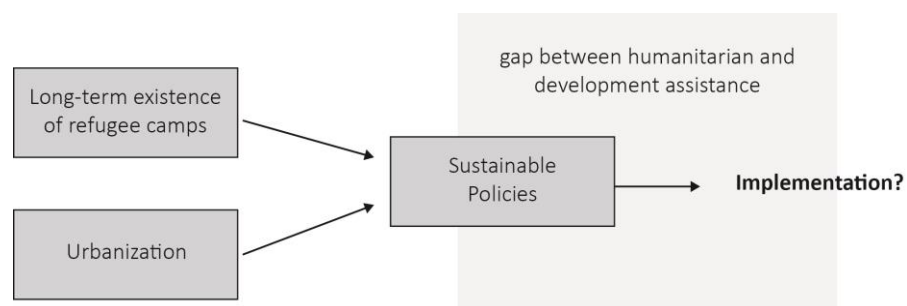 gap between humanitarian and
development assistance
Long-term existence
of refugee camps
Sustainable
Policies
Implementation?
Urbanization